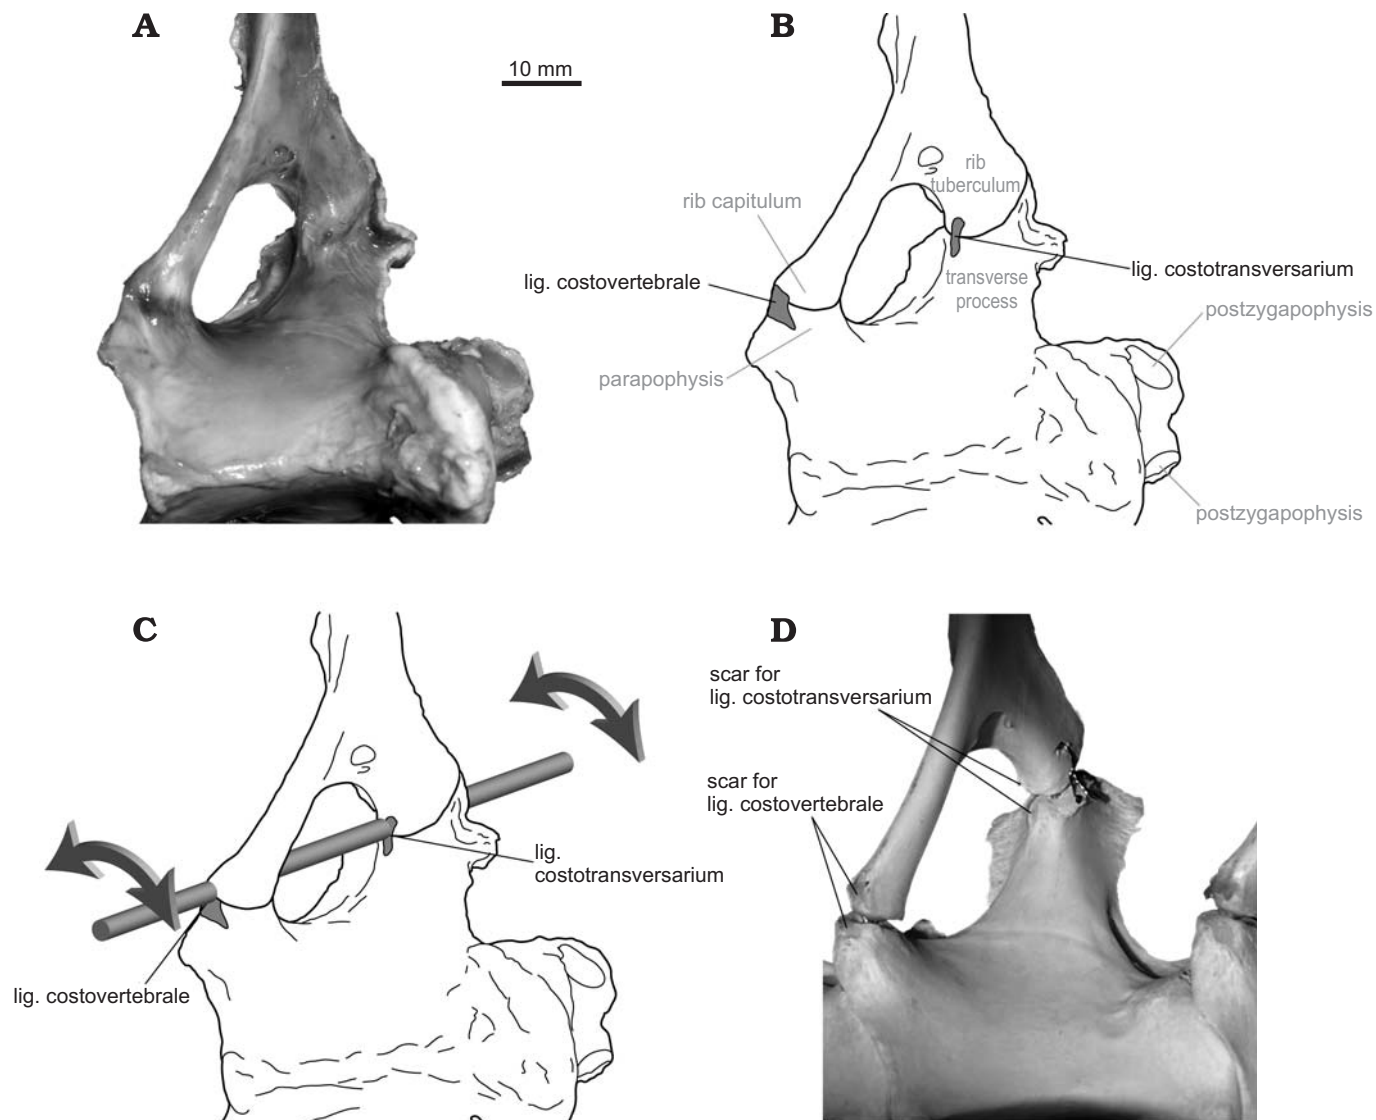 A
10 mm
B
rib
tuberculum
rib capitulum
lig. costovertebrale
lig. costotransversarium
transverse
process
postzygapophysis
parapophysis
postzygapophysis
C
lig.
costotransversarium
lig. costovertebrale
D
scar for
lig. costotransversarium
scar for
lig. costovertebrale